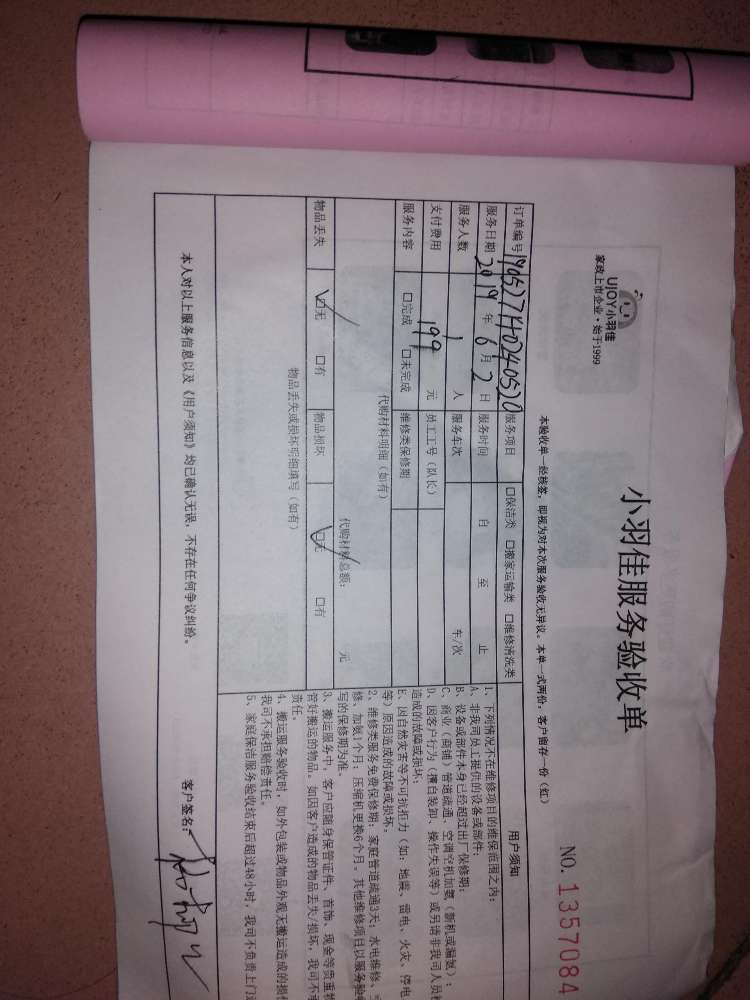 UJOY小羽佳
家政上市企业·始于1999
小羽佳服务验收单
NO. 1357084
本验收单一经核签，即视为对本次服务验收无异议。本单一式两份，客户留存一份（红）
订单编号 190527140240520 服务项目 □保洁类 □搬家运输类 □维修清洗类
服务日期 2019 年 6 月 2 日 服务时间 自 至 止
服务人数 1 人 服务车次 车/次
支付费用 199 元 员工工号（队长）
服务内容 □完成 □未完成 维修类保修期
代购材料明细（如有）
代购材料总额： 元
物品丢失 ☑无 □有 物品损坏 ☑无 □有
物品丢失或损坏明细填写（如有）
用户须知
1、下列情况不在维修项目的维保范围之内：
A、非我司员工提供的设备或部件；
B、设备或部件本身已经超过出厂保修期；
C、商业（商铺）管道疏通、空调空机加氨（新机或漏氨）；
D、因客户行为（擅自装卸、操作失误等）或另请非我司人员
造成的故障或损坏；
E、因自然灾害等不可抗拒力（如：地震、雷电、火灾、停电
等）原因造成的故障或损坏。
2、维修类服务免费保修期：家庭管道疏通3天；水电维修、
修、加氨1个月；压缩机更换6个月。其他维修项目以服务验收
写的保修期为准。
3、搬运服务中，客户应随身保管证件、首饰、现金等贵重物
管好搬运的物品。如因客户造成的物品丢失/损坏，我司不承
责任。
4、搬运服务验收时，如外包装或物品外观无搬运造成的损
我司不承担赔偿责任。
5、家庭保洁服务验收结束后超过48小时，我司不负责上门
本人对以上服务信息以及《用户须知》均已确认无误，不存在任何争议纠纷。
客户签名：